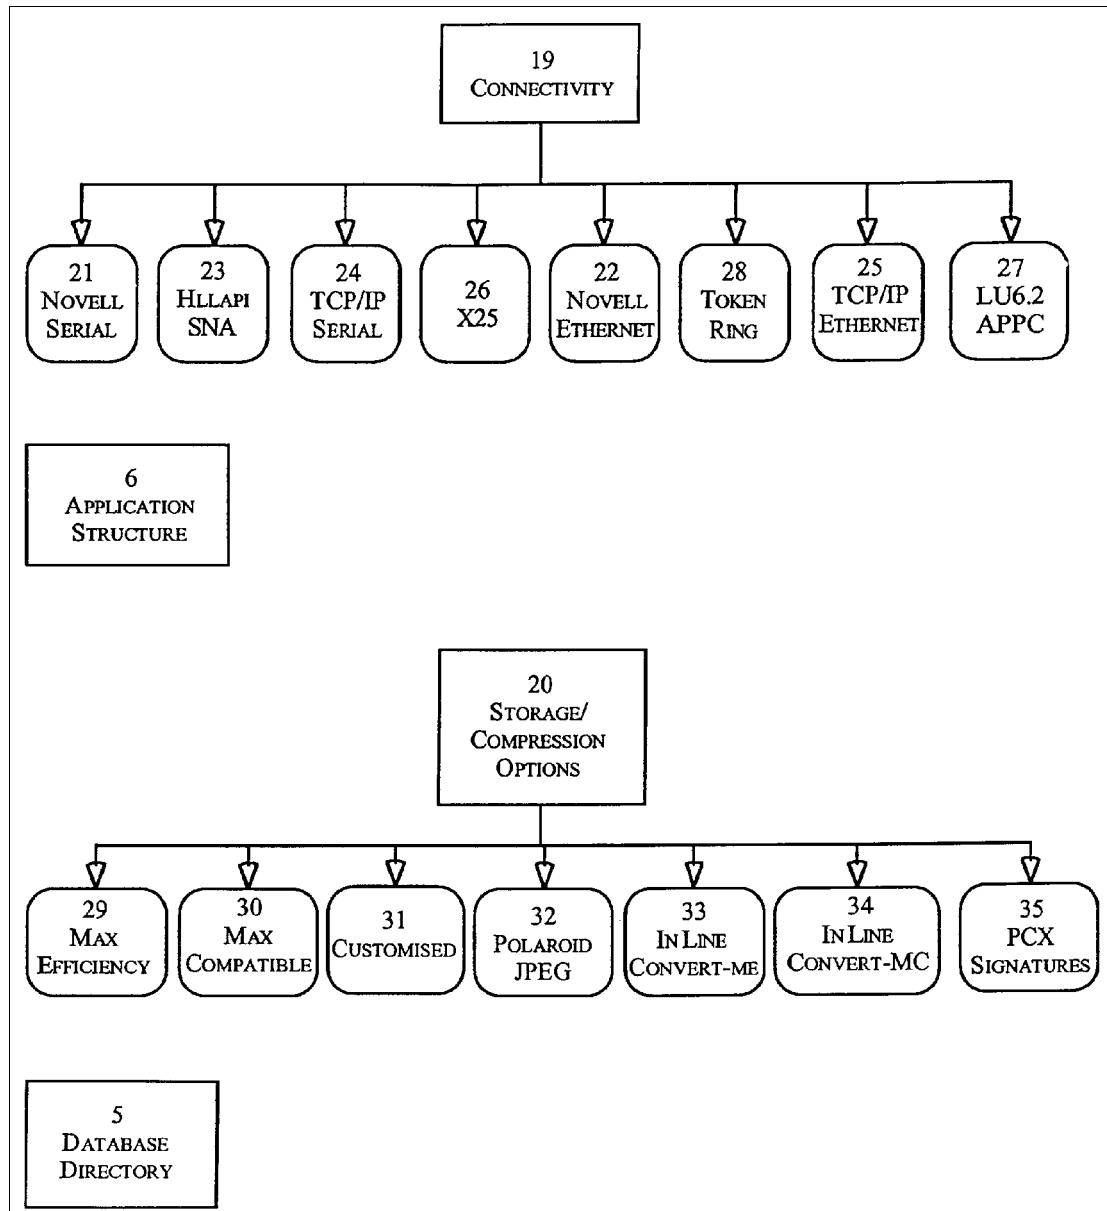 19
CONNECTIVITY
21
NOVELL
SERIAL
23
HLLAPI
SNA
24
TCP/IP
SERIAL
26
X25
22
NOVELL
ETHERNET
28
TOKEN
RING
25
TCP/IP
ETHERNET
27
LU6.2
APPC
6
APPLICATION
STRUCTURE
20
STORAGE/
COMPRESSION
OPTIONS
29
MAX
EFFICIENCY
30
MAX
COMPATIBLE
31
CUSTOMISED
32
POLAROID
JPEG
33
IN LINE
CONVERT-ME
34
IN LINE
CONVERT-MC
35
PCX
SIGNATURES
5
DATABASE
DIRECTORY